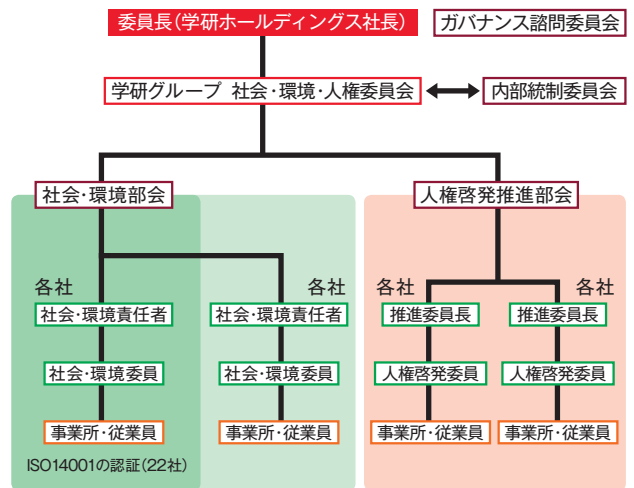 委員長(学研ホールディングス社長)
ガバナンス諮問委員会
学研グループ 社会・環境・人権委員会
内部統制委員会
社会・環境部会
人権啓発推進部会
各社
各社
各社
各社
社会・環境責任者
社会・環境責任者
推進委員長
推進委員長
社会・環境委員
社会・環境委員
人権啓発委員
人権啓発委員
事業所・従業員
事業所・従業員
事業所・従業員
事業所・従業員
ISO14001の認証(22社)